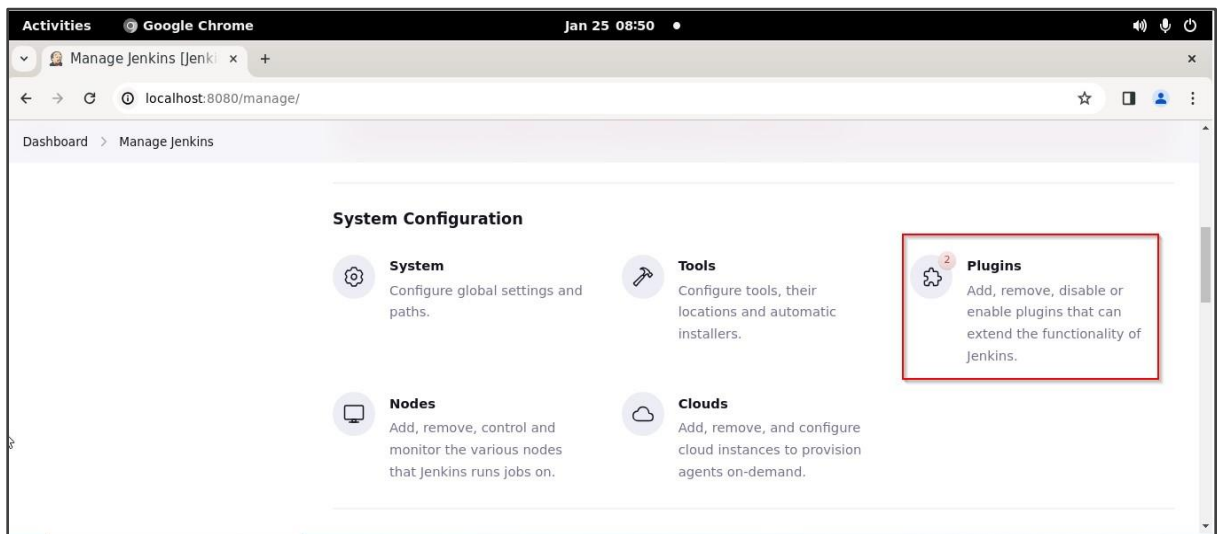 Activities Google Chrome Jan 25 08:50
Manage Jenkins [Jenki × +
localhost:8080/manage/
Dashboard > Manage Jenkins
System Configuration
System
Configure global settings and
paths.
Tools
Configure tools, their
locations and automatic
installers.
2
Plugins
Add, remove, disable or
enable plugins that can
extend the functionality of
Jenkins.
Nodes
Add, remove, control and
monitor the various nodes
that Jenkins runs jobs on.
Clouds
Add, remove, and configure
cloud instances to provision
agents on-demand.